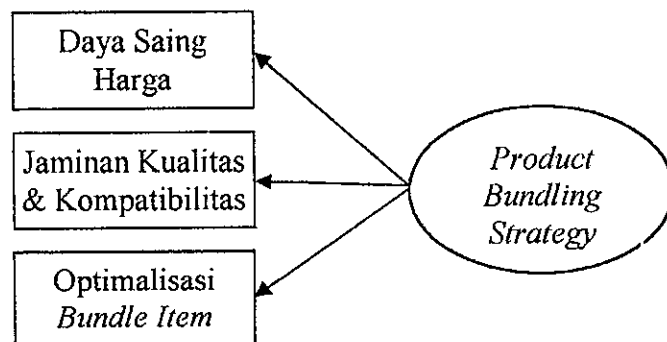 Daya Saing
Harga
Jaminan Kualitas
& Kompatibilitas
Optimalisasi
Bundle Item
Product
Bundling
Strategy